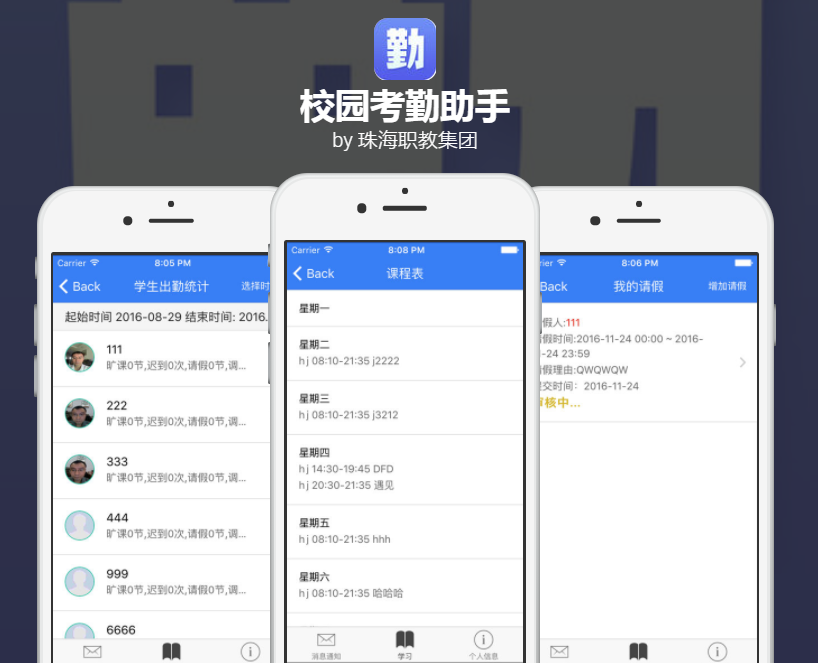 勤
校园考勤助手
by 珠海职教集团
Carrier 8:05 PM
Back 学生出勤统计 选择时
起始时间 2016-08-29 结束时间: 2016.
111
旷课0节,迟到0次,请假0节,调...
222
旷课0节,迟到0次,请假0节,调...
333
旷课0节,迟到0次,请假0节,调...
444
旷课0节,迟到0次,请假0节,调...
999
旷课0节,迟到0次,请假0节,调...
6666
Carrier 8:08 PM
Back 课程表
星期一
星期二
hj 08:10-21:35 j2222
星期三
hj 08:10-21:35 j3212
星期四
hj 14:30-19:45 DFD
hj 20:30-21:35 遇见
星期五
hj 08:10-21:35 hhh
星期六
hj 08:10-21:35 哈哈哈
消息通知 学习 个人信息
rier 8:06 PM
Back 我的请假 增加请假
假人:111
假时间:2016-11-24 00:00 ~ 2016-
-24 23:59
假理由:QWQWQW
交时间：2016-11-24
审核中...